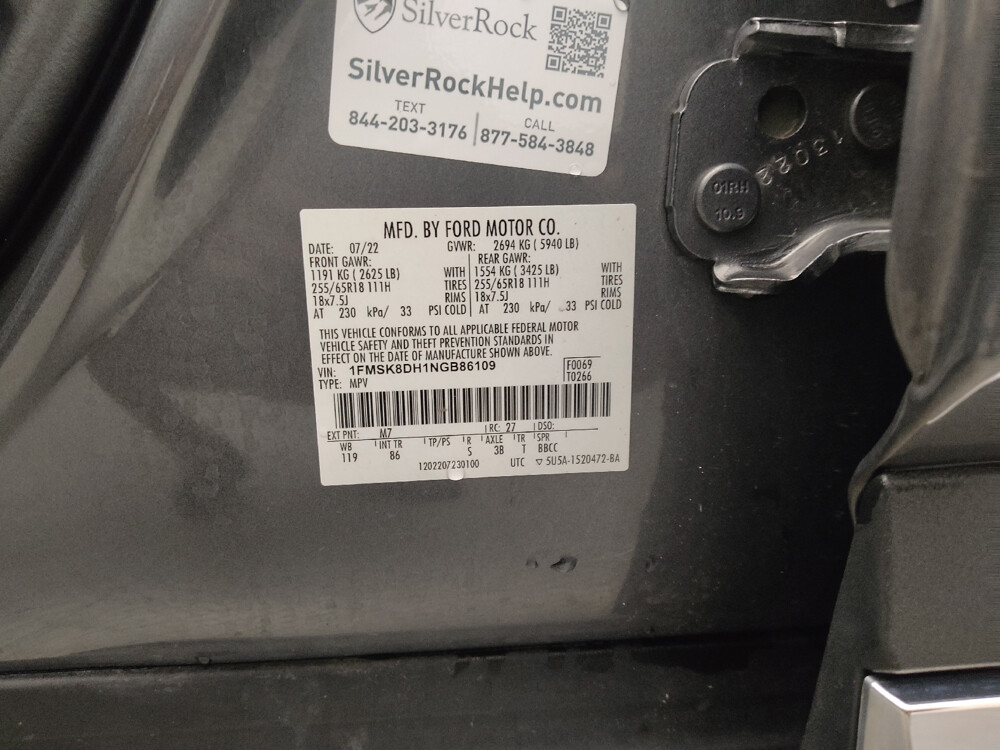 SilverRock
SilverRockHelp.com
TEXT
844-203-3176
CALL
877-584-3848
MFD. BY FORD MOTOR CO.
DATE: 07/22 GVWR: 2694 KG ( 5940 LB)
FRONT GAWR: REAR GAWR:
1191 KG ( 2625 LB) WITH 1554 KG ( 3425 LB) WITH
255/65R18 111H TIRES 255/65R18 111H TIRES
18x7.5J RIMS 18x7.5J RIMS
AT 230 kPa/ 33 PSI COLD AT 230 kPa/ 33 PSI COLD
THIS VEHICLE CONFORMS TO ALL APPLICABLE FEDERAL MOTOR
VEHICLE SAFETY AND THEFT PREVENTION STANDARDS IN
EFFECT ON THE DATE OF MANUFACTURE SHOWN ABOVE.
VIN: 1FMSK8DH1NGB86109 F0069
TYPE: MPV T0266
EXT PNT: M7 RC: 27 DSO:
WB INT TR TP/PS R AXLE TR SPR
119 86 S 3B T BBCC
1202207230100 UTC ▽ 5U5A-1520472-BA
01RH
10.9